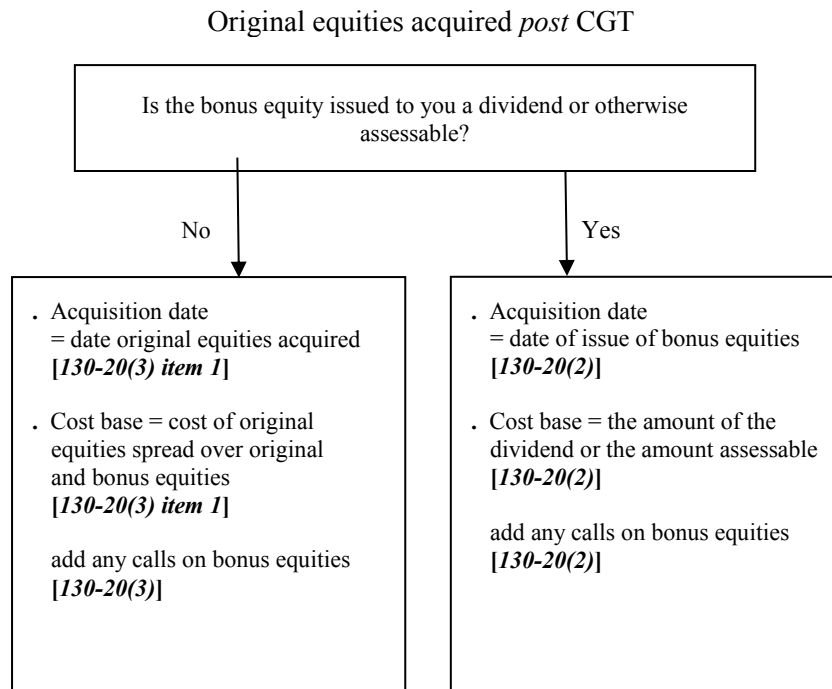 Original equities acquired post CGT
Is the bonus equity issued to you a dividend or otherwise
assessable?
No
Yes
. Acquisition date
= date original equities acquired
[130-20(3) item 1]
. Cost base = cost of original
equities spread over original
and bonus equities
[130-20(3) item 1]
add any calls on bonus equities
[130-20(3)]
. Acquisition date
= date of issue of bonus equities
[130-20(2)]
. Cost base = the amount of the
dividend or the amount assessable
[130-20(2)]
add any calls on bonus equities
[130-20(2)]